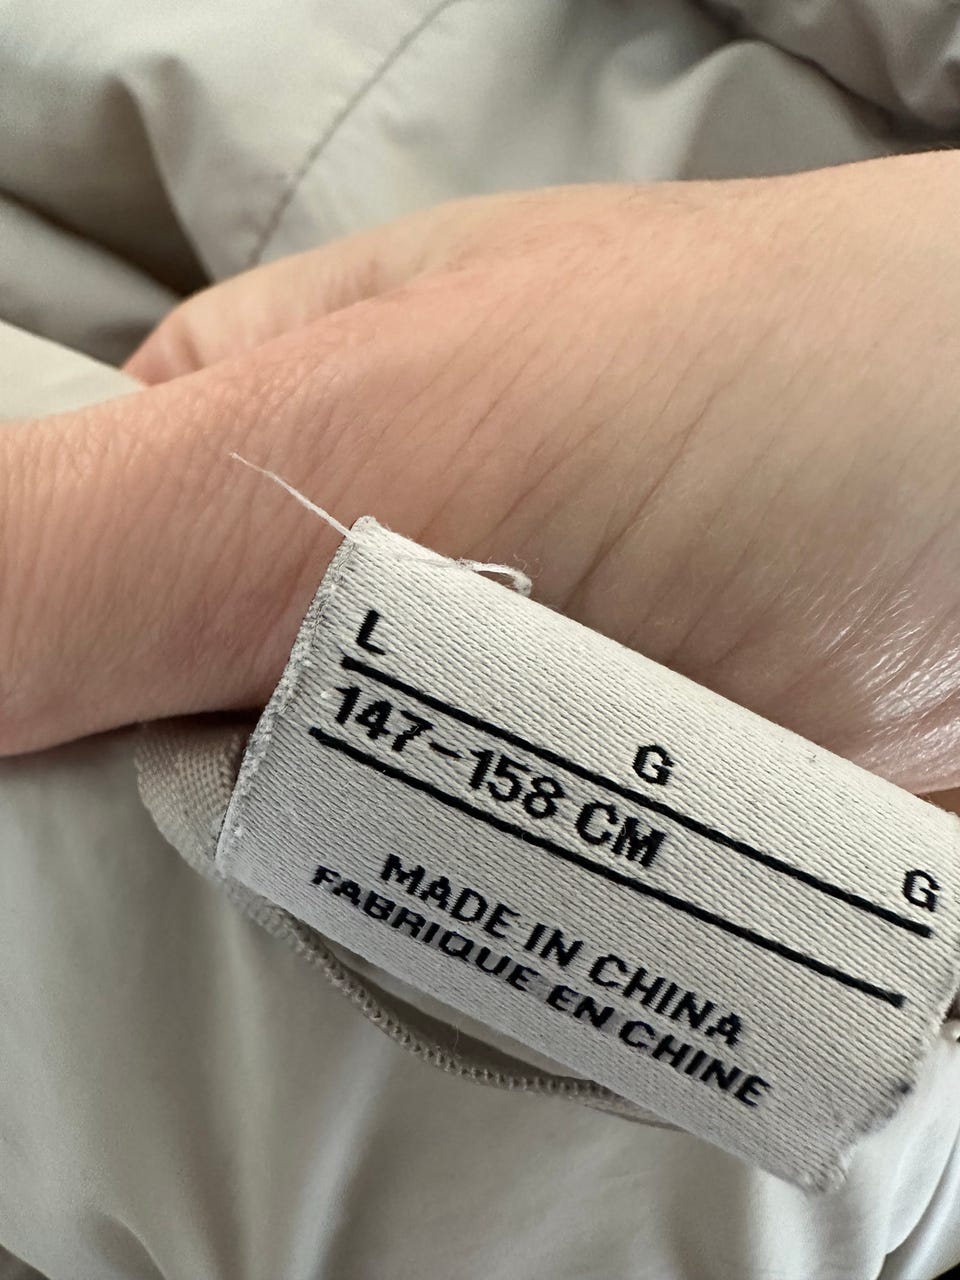 L G G
147-158 CM
MADE IN CHINA
FABRIQUE EN CHINE